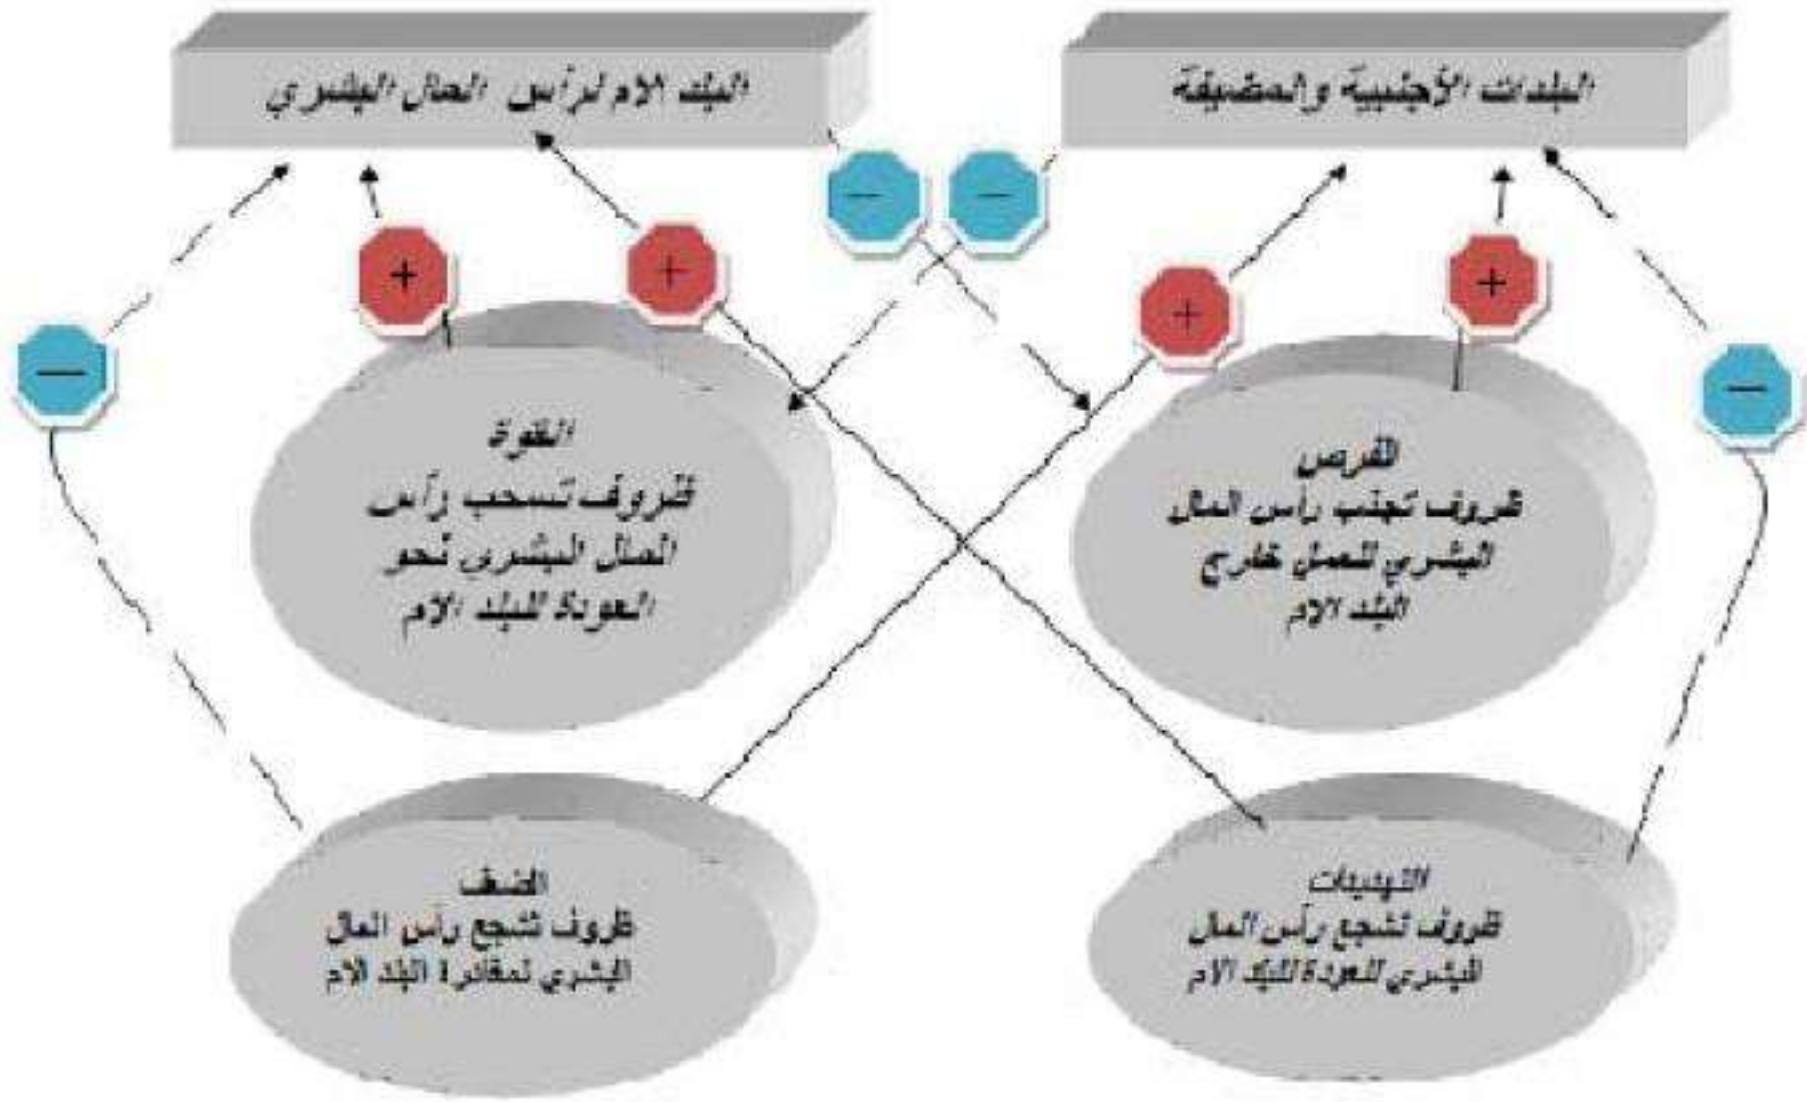 البلدات الأجنبية والمضيفة
البلد الام لرأس المال البشري
+
+
+
+
−
−
−
−
الفرص
ظروف تجذب رأس المال
البشري للعمل خارج
البلد الام
القوة
ظروف تسحب رأس
المال البشري نحو
العودة للبلد الام
التهديدات
ظروف تشجع رأس المال
البشري للعودة للبلد الام
الضعف
ظروف تشجع رأس المال
البشري لمغادرة البلد الام